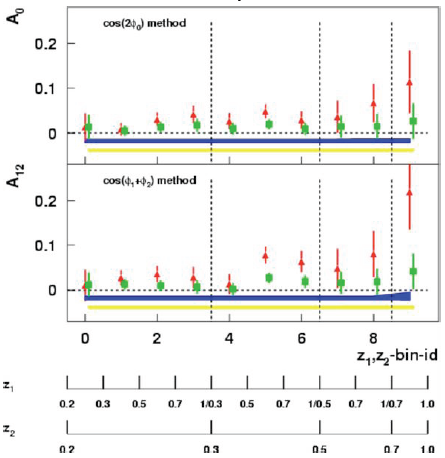 A0
cos(2ϕ0) method
0.2
0.1
0
A12
cos(ϕ1+ϕ2) method
0.2
0.1
0
0 2 4 6 8
z1,z2-bin-id
z1
0.2 0.3 0.5 0.7 1/0.3 0.5 0.7 1/0.5 0.7 1/0.7 1.0
z2
0.2 0.3 0.5 0.7 1.0